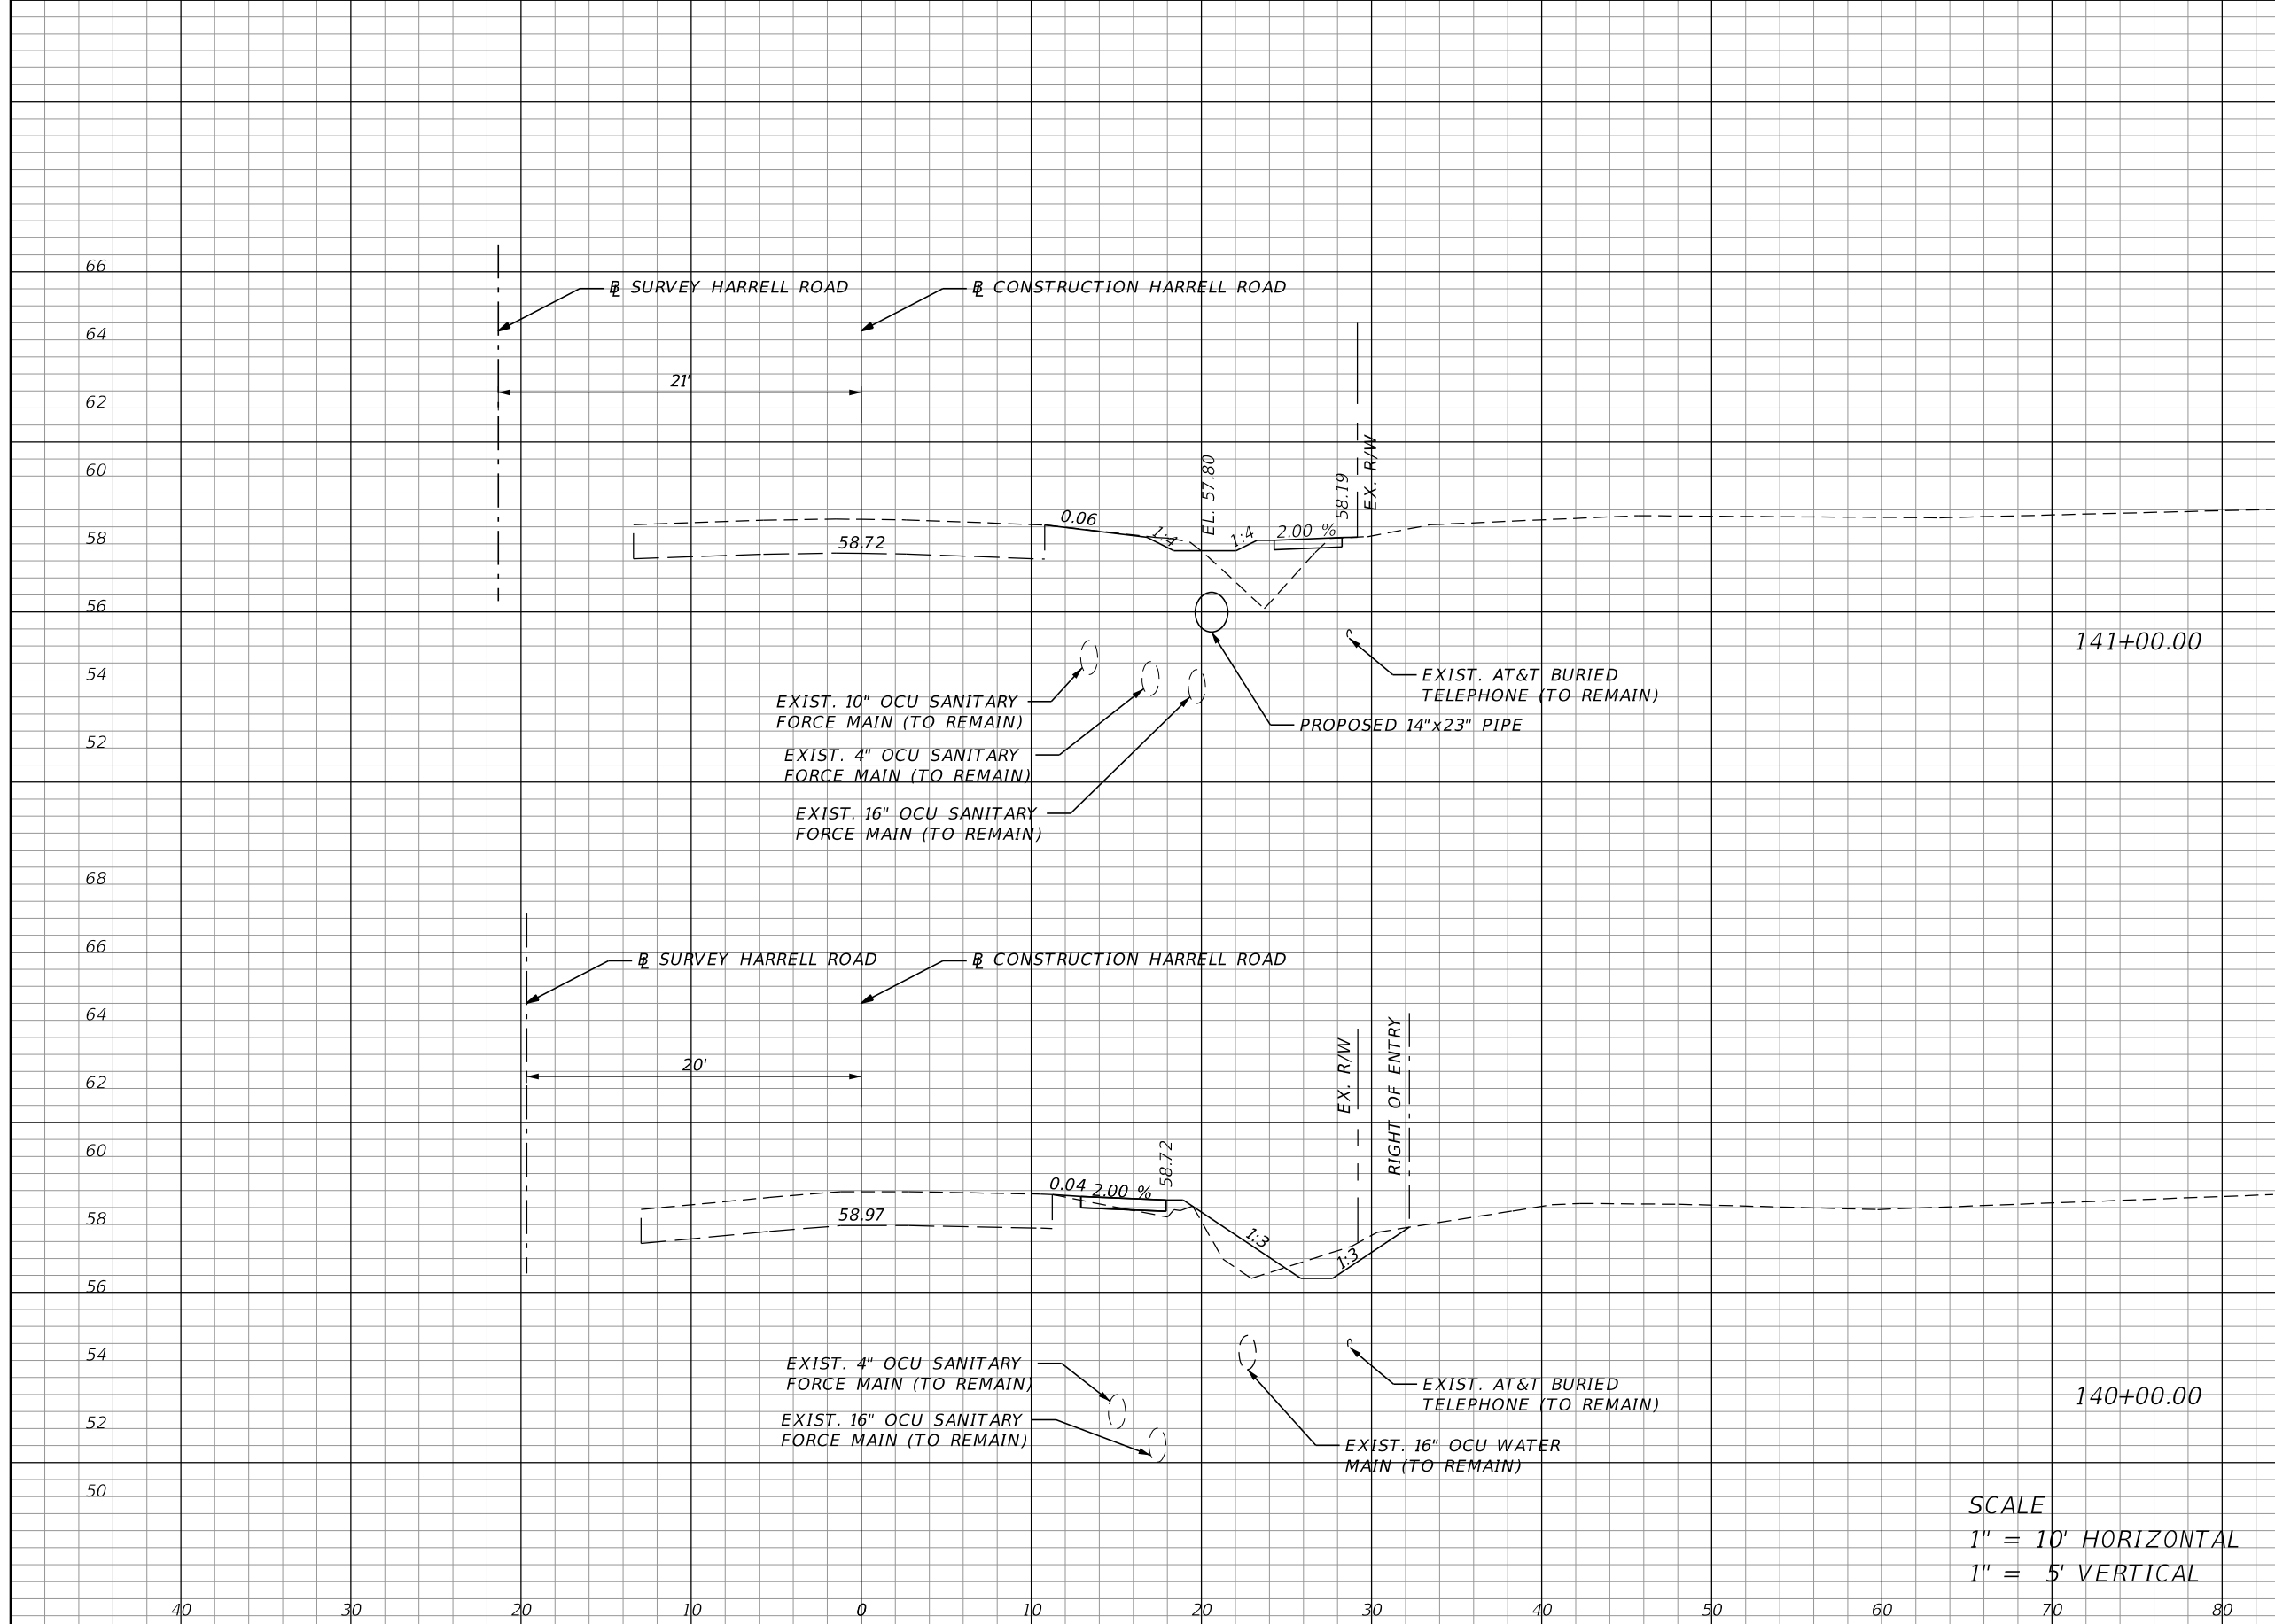 66
℄ SURVEY HARRELL ROAD
℄ CONSTRUCTION HARRELL ROAD
64
21'
62
60
EL. 57.80
58.19
EX. R/W
58
58.72
0.06
1:4
1:4
2.00 %
56
141+00.00
54
EXIST. 10" OCU SANITARY
FORCE MAIN (TO REMAIN)
EXIST. AT&T BURIED
TELEPHONE (TO REMAIN)
PROPOSED 14"x23" PIPE
52
EXIST. 4" OCU SANITARY
FORCE MAIN (TO REMAIN)
EXIST. 16" OCU SANITARY
FORCE MAIN (TO REMAIN)
68
66
℄ SURVEY HARRELL ROAD
℄ CONSTRUCTION HARRELL ROAD
64
20'
62
EX. R/W
RIGHT OF ENTRY
60
58.72
0.04
2.00 %
58
58.97
1:3
1:3
56
54
EXIST. 4" OCU SANITARY
FORCE MAIN (TO REMAIN)
EXIST. AT&T BURIED
TELEPHONE (TO REMAIN)
140+00.00
52
EXIST. 16" OCU SANITARY
FORCE MAIN (TO REMAIN)
EXIST. 16" OCU WATER
MAIN (TO REMAIN)
50
SCALE
1" = 10' HORIZONTAL
1" = 5' VERTICAL
40 30 20 10 0 10 20 30 40 50 60 70 80